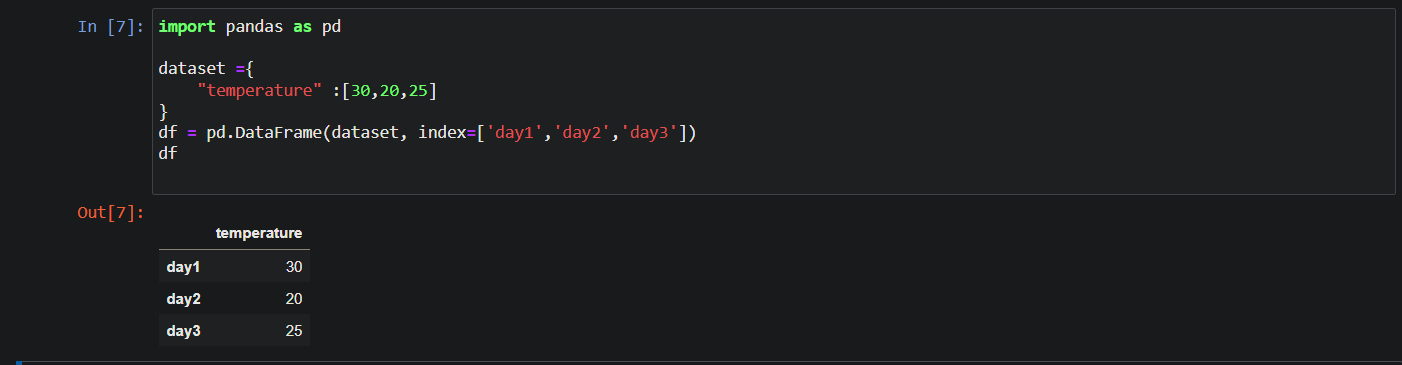 In [7]: import pandas as pd
dataset ={
    "temperature" :[30,20,25]
}
df = pd.DataFrame(dataset, index=['day1','day2','day3'])
df
Out[7]:
temperature
day1 30
day2 20
day3 25